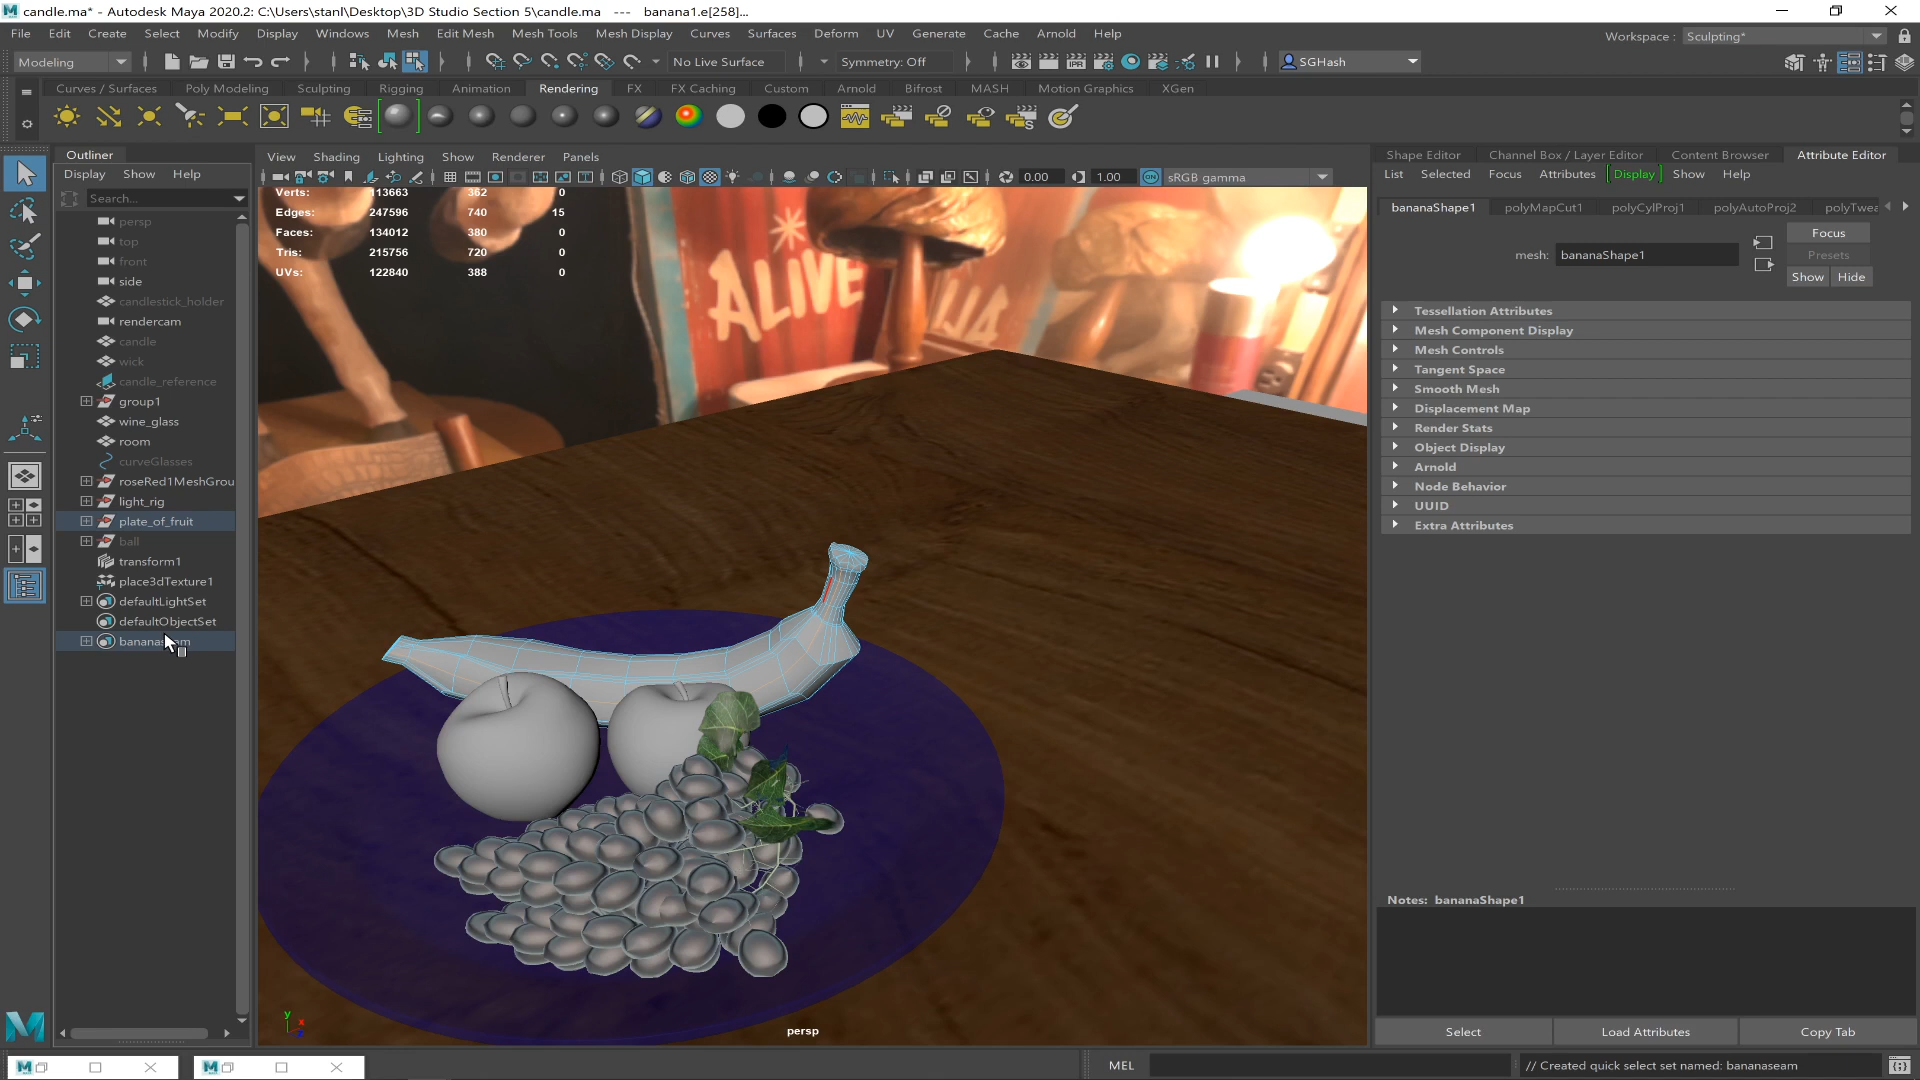 candle.ma* - Autodesk Maya 2020.2: C:\Users\stanl\Desktop\3D Studio Section 5\candle.ma --- banana1.e[258]...
File Edit Create Select Modify Display Windows Mesh Edit Mesh Mesh Tools Mesh Display Curves Surfaces Deform UV Generate Cache Arnold Help Workspace : Sculpting*
Modeling No Live Surface Symmetry: Off SGHash
Curves / Surfaces Poly Modeling Sculpting Rigging Animation Rendering FX FX Caching Custom Arnold Bifrost MASH Motion Graphics XGen
IPR
Outliner
Display Show Help
Search...
persp
top
front
side
candlestick_holder
rendercam
candle
wick
candle_reference
group1
wine_glass
room
curveGlasses
roseRed1MeshGrou
light_rig
plate_of_fruit
ball
transform1
place3dTexture1
defaultLightSet
defaultObjectSet
View Shading Lighting Show Renderer Panels
0.00 1.00 ON sRGB gamma
Verts: 113663 362 0
Edges: 247596 740 15
Faces: 134012 380 0
Tris: 215756 720 0
UVs: 122840 388 0
ALIVE
y x
persp
Shape Editor Channel Box / Layer Editor Content Browser Attribute Editor
List Selected Focus Attributes Display Show Help
bananaShape1 polyMapCut1 polyCylProj1 polyAutoProj2 polyTwea
mesh: bananaShape1
Focus
Presets
Show Hide
Tessellation Attributes
Mesh Component Display
Mesh Controls
Tangent Space
Smooth Mesh
Displacement Map
Render Stats
Object Display
Arnold
Node Behavior
UUID
Extra Attributes
Notes: bananaShape1
Select Load Attributes Copy Tab
MEL // Created quick select set named: bananaseam